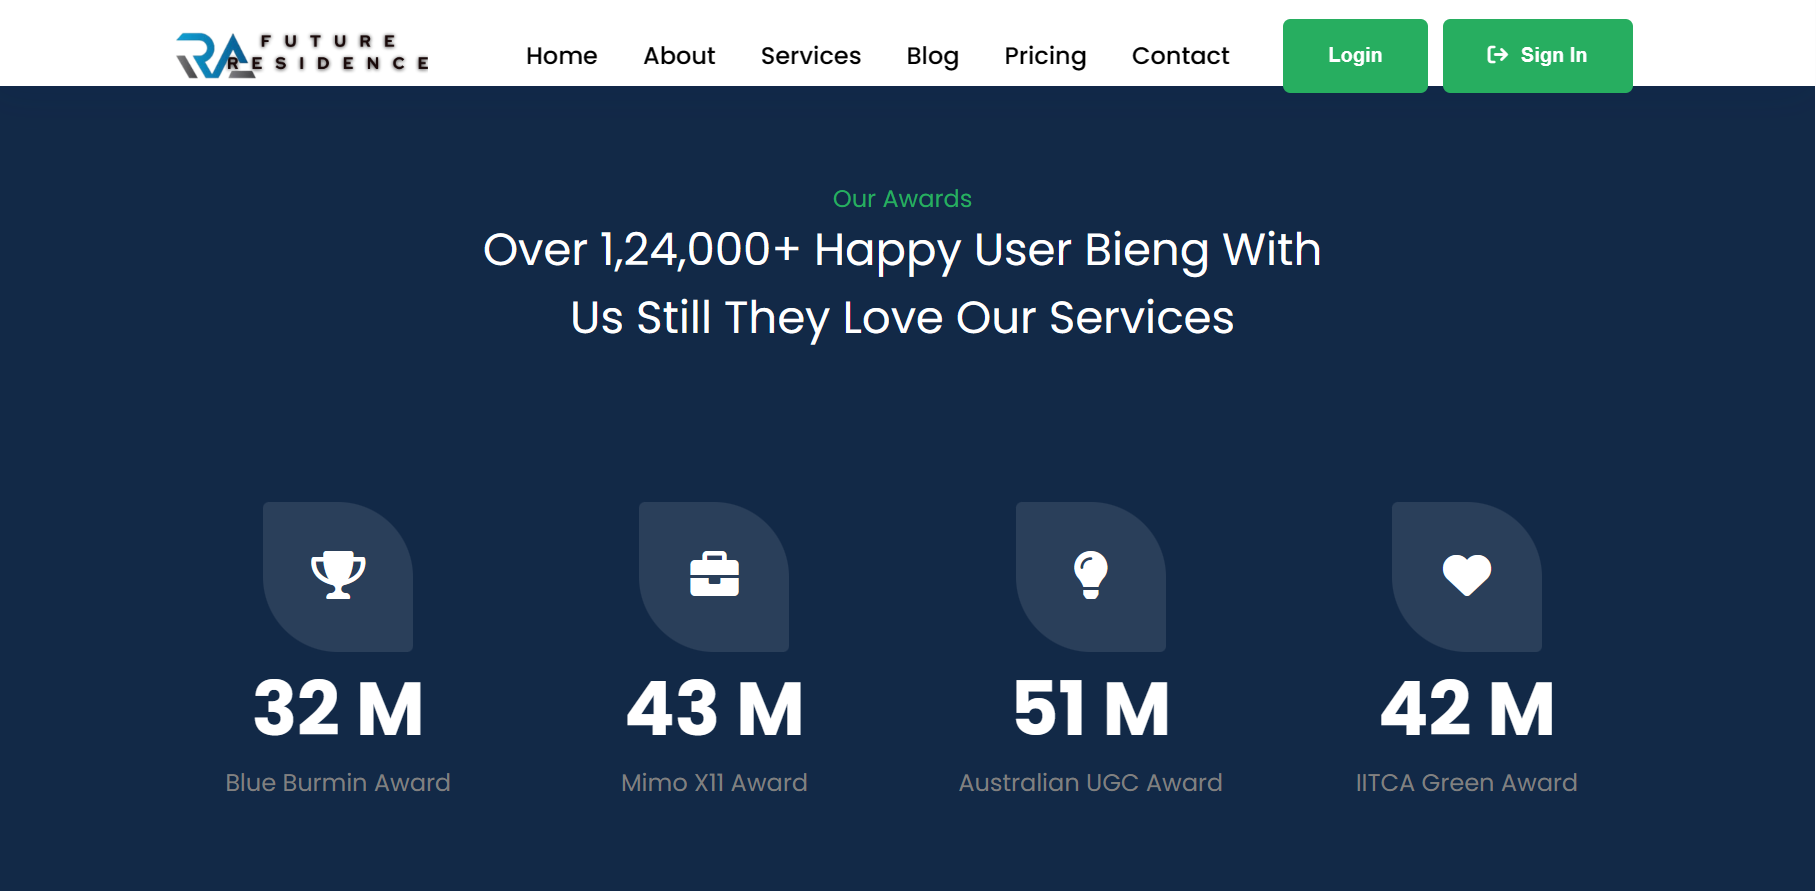 RA FUTURE
RESIDENCE
Home About Services Blog Pricing Contact Login Sign In
Our Awards
Over 1,24,000+ Happy User Bieng With
Us Still They Love Our Services
32 M 43 M 51 M 42 M
Blue Burmin Award Mimo X11 Award Australian UGC Award IITCA Green Award